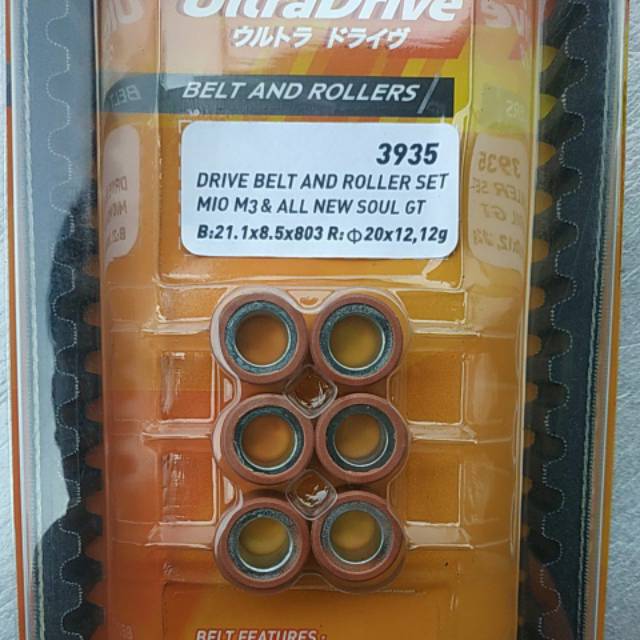 UltraDrive
ウルトラ ドライヴ
BELT AND ROLLERS
3935
DRIVE BELT AND ROLLER SET
MIO M3 & ALL NEW SOUL GT
B:21.1x8.5x803 R: Φ20x12,12g
BELT FEATURES :